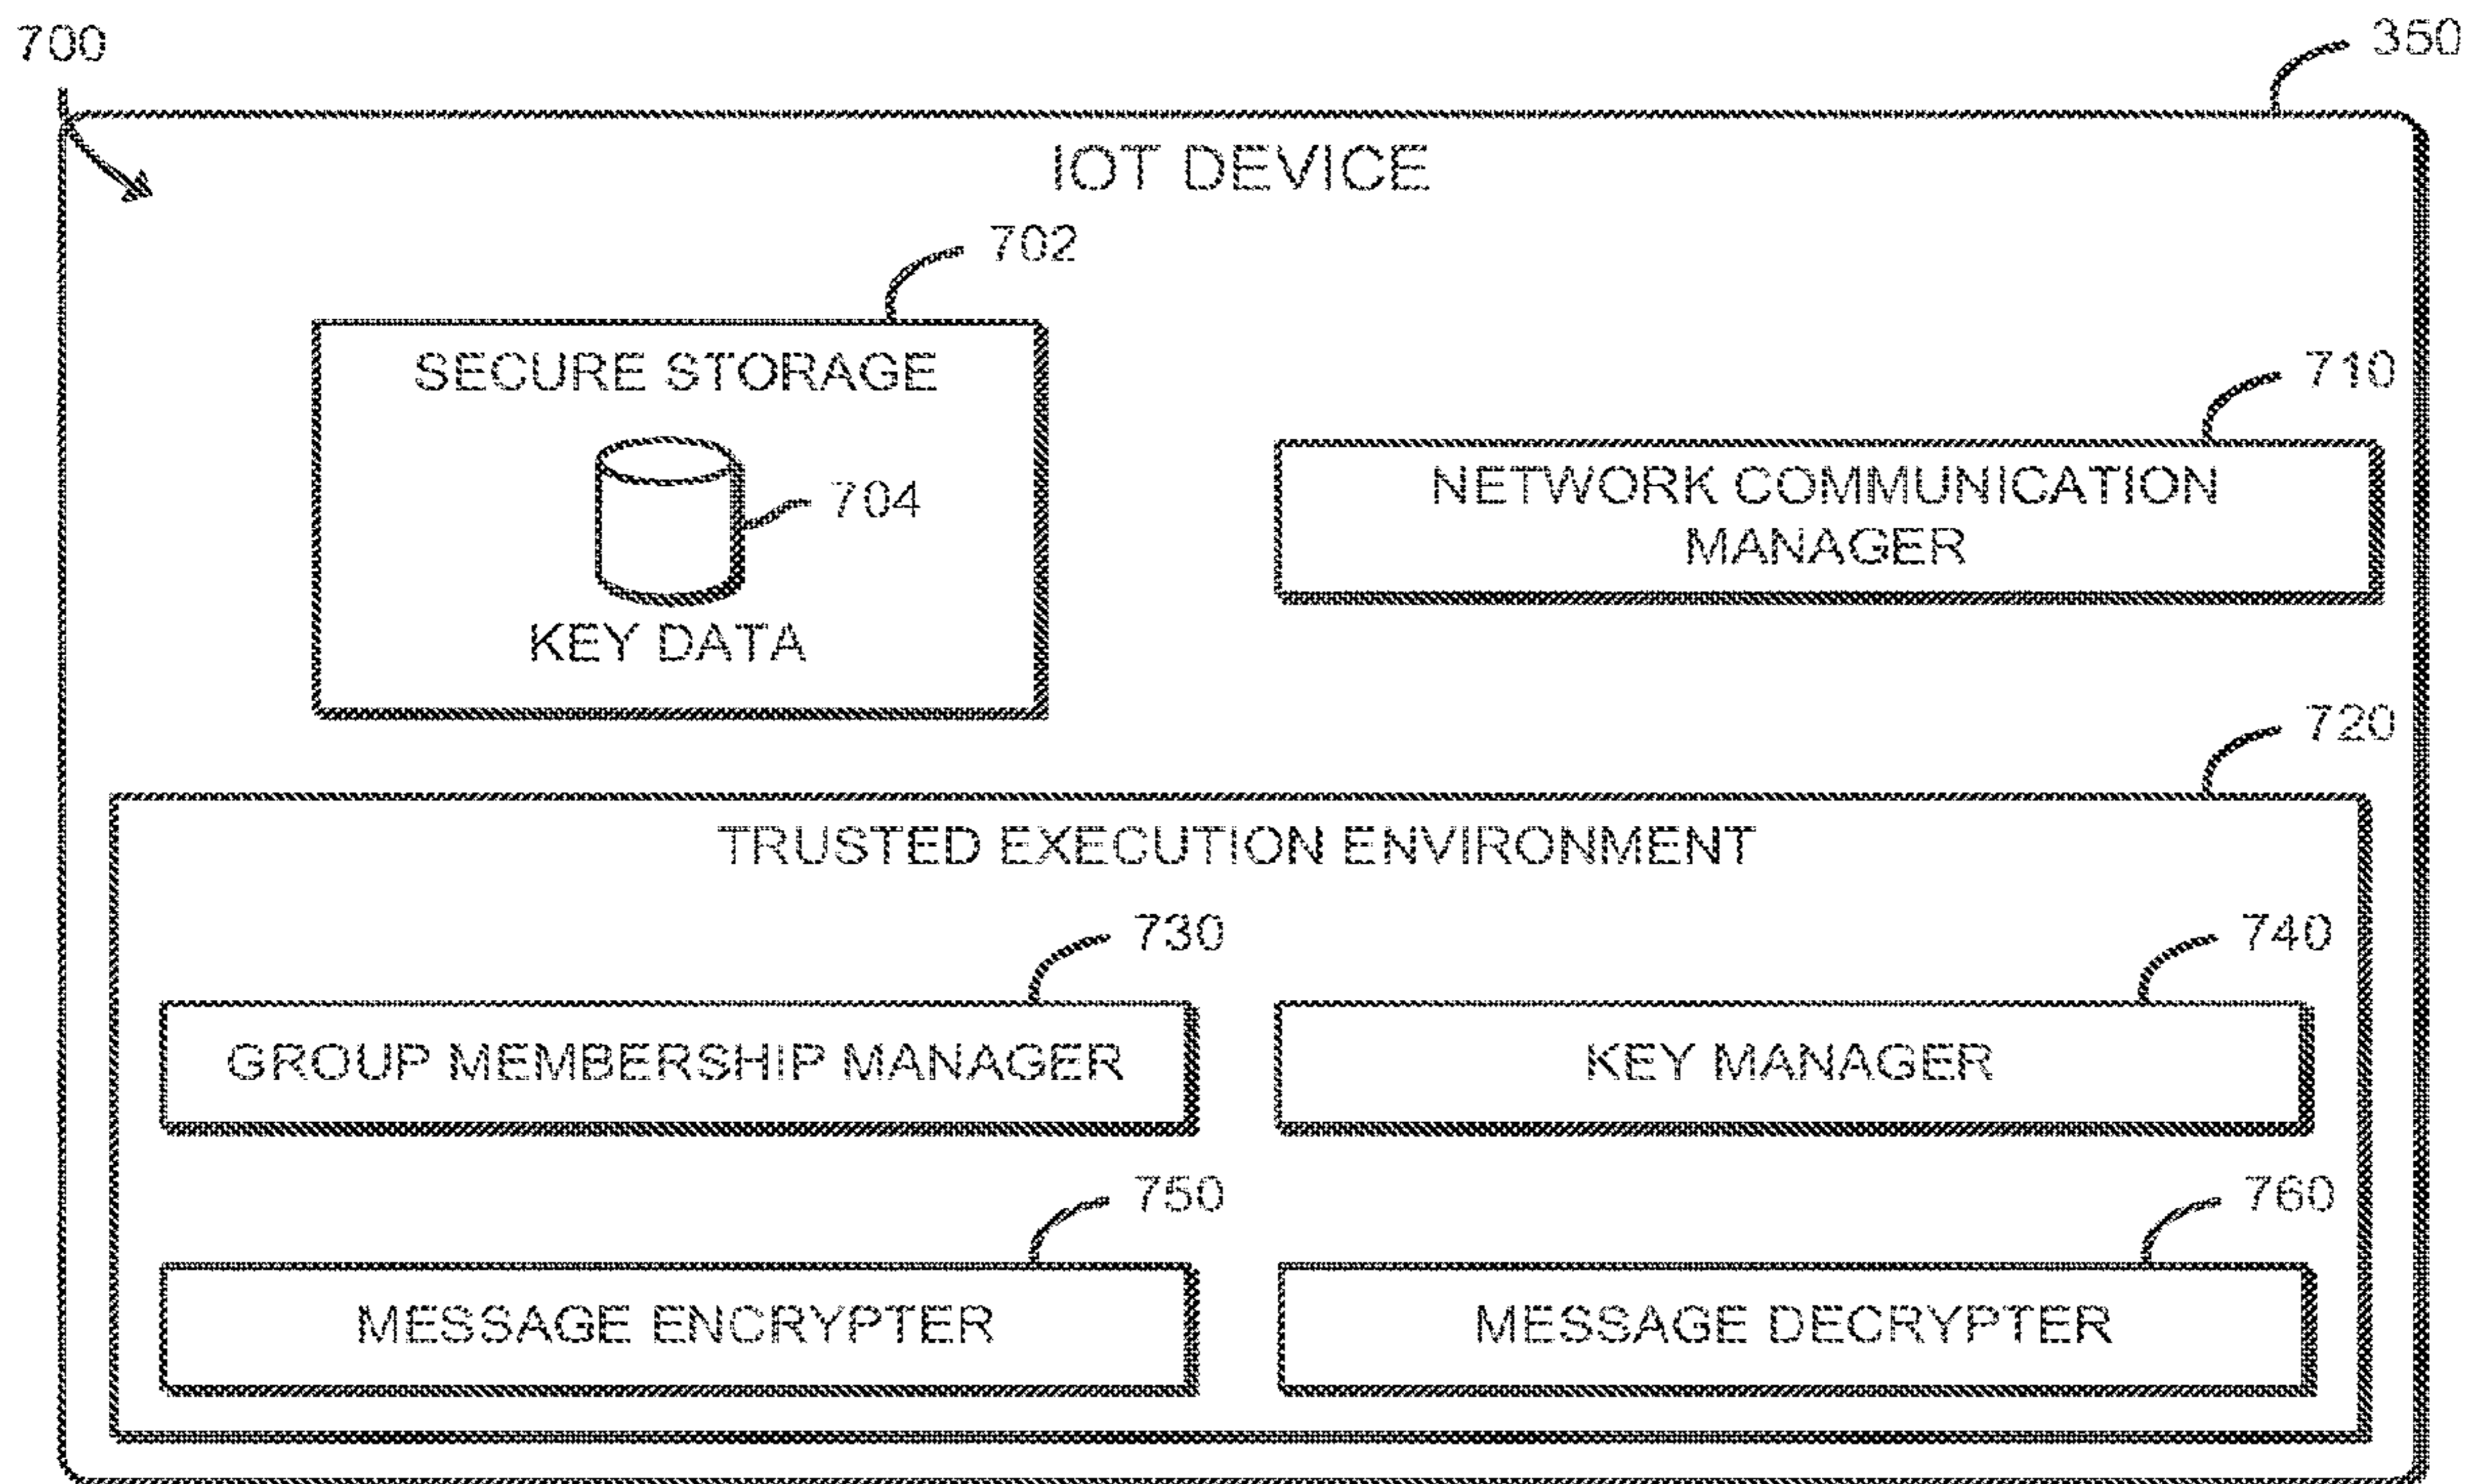 700
350
IOT DEVICE
702
SECURE STORAGE
704
KEY DATA
710
NETWORK COMMUNICATION
MANAGER
720
TRUSTED EXECUTION ENVIRONMENT
730
GROUP MEMBERSHIP MANAGER
740
KEY MANAGER
750
MESSAGE ENCRYPTER
760
MESSAGE DECRYPTER